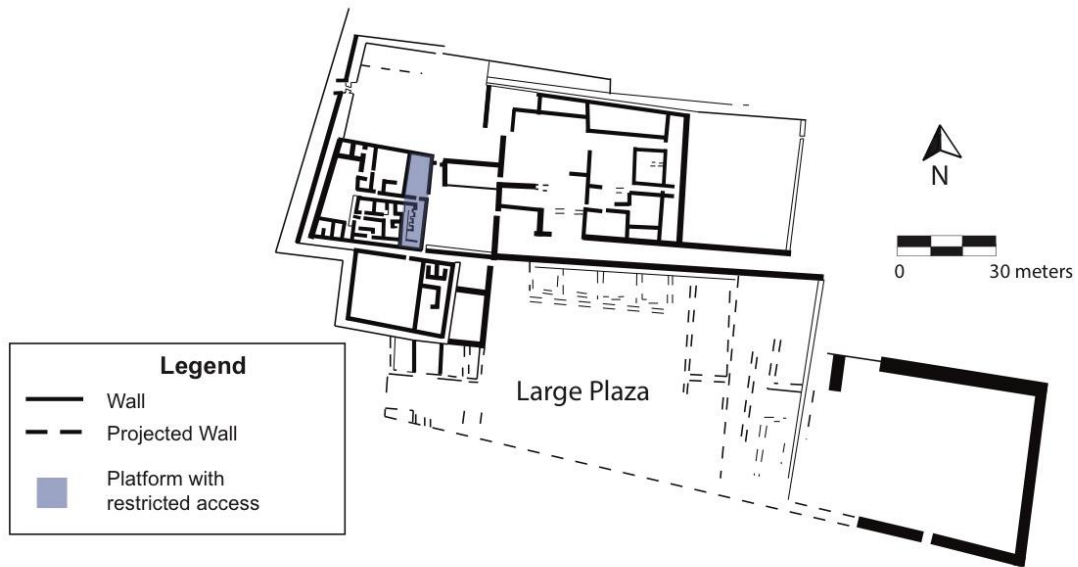 N
0 30 meters
Large Plaza
Legend
Wall
Projected Wall
Platform with
restricted access